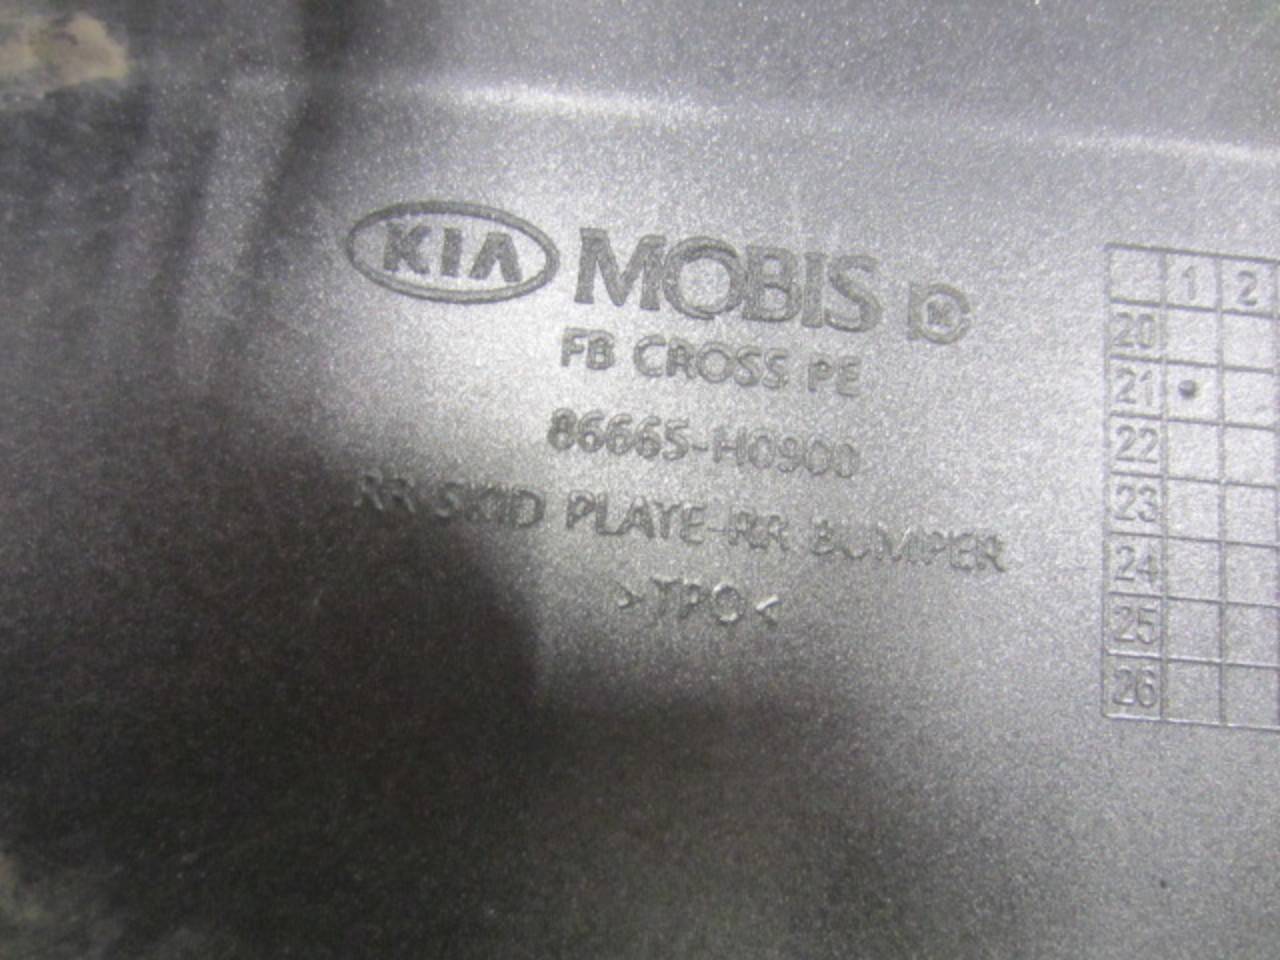 KIA MOBIS
FB CROSS PE
86665-H0900
RR SKID PLATE-RR BUMPER
>TPO<
1 2
20
21
22
23
24
25
26